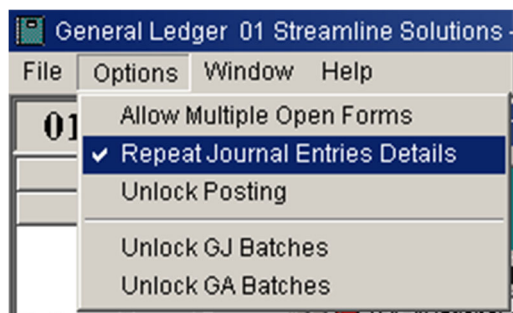 General Ledger 01 Streamline Solutions -
File Options Window Help
01
Allow Multiple Open Forms
✓ Repeat Journal Entries Details
Unlock Posting
Unlock GJ Batches
Unlock GA Batches